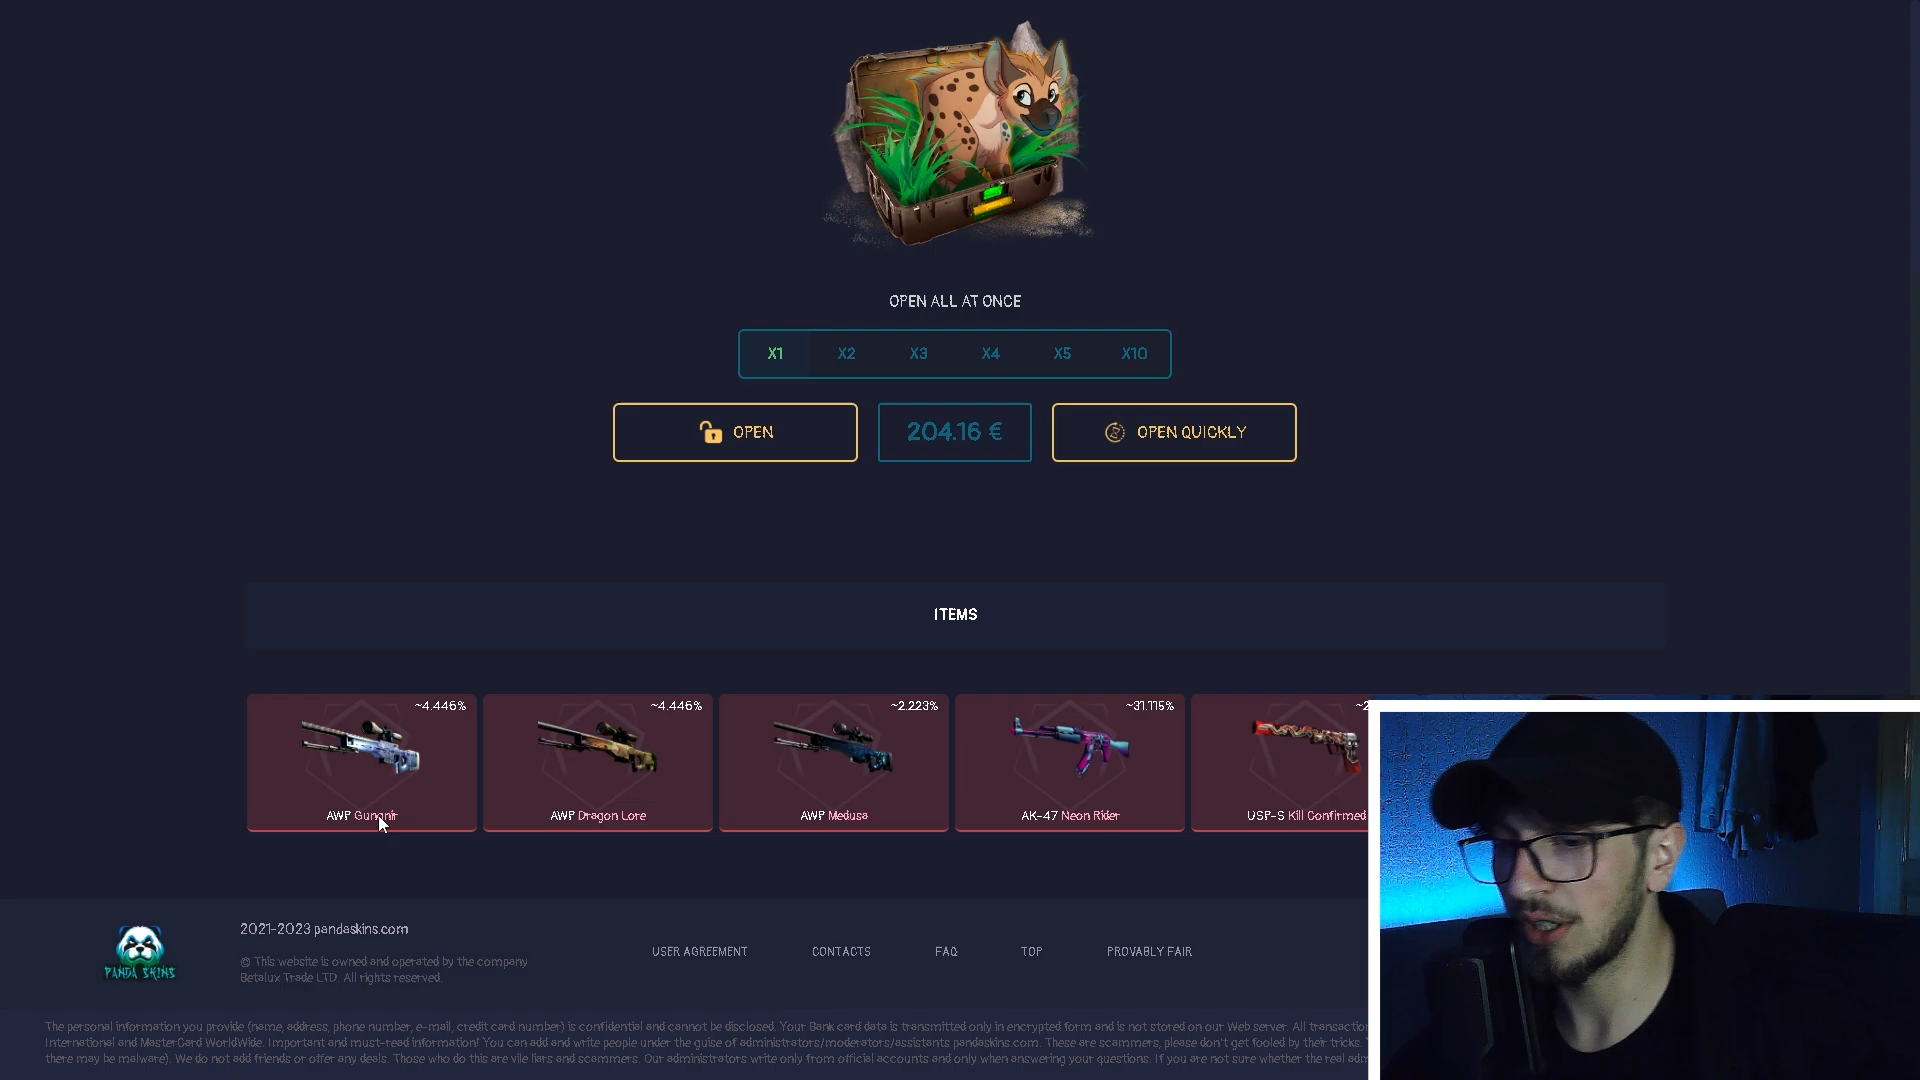 OPEN ALL AT ONCE
X1 X2 X3 X4 X5 X10
OPEN
204.16 €
OPEN QUICKLY
ITEMS
~4.446%
AWP Gungnir
~4.446%
AWP Dragon Lore
~2.223%
AWP Medusa
~31.115%
AK-47 Neon Rider
~2
USP-S Kill Confirmed
PANDA SKINS
2021-2023 pandaskins.com
© This website is owned and operated by the company
Betalux Trade LTD. All rights reserved.
USER AGREEMENT CONTACTS FAQ TOP PROVABLY FAIR
The personal information you provide (name, address, phone number, e-mail, credit card number) is confidential and cannot be disclosed. Your Bank card data is transmitted only in encrypted form and is not stored on our Web server. All transactio
International and MasterCard WorldWide. Important and must-read information! You can add and write people under the guise of administrators/moderators/assistants pandaskins.com. These are scammers, please don't get fooled by their tricks.
there may be malware). We do not add friends or offer any deals. Those who do this are vile liars and scammers. Our administrators write only from official accounts and only when answering your questions. If you are not sure whether the real adm